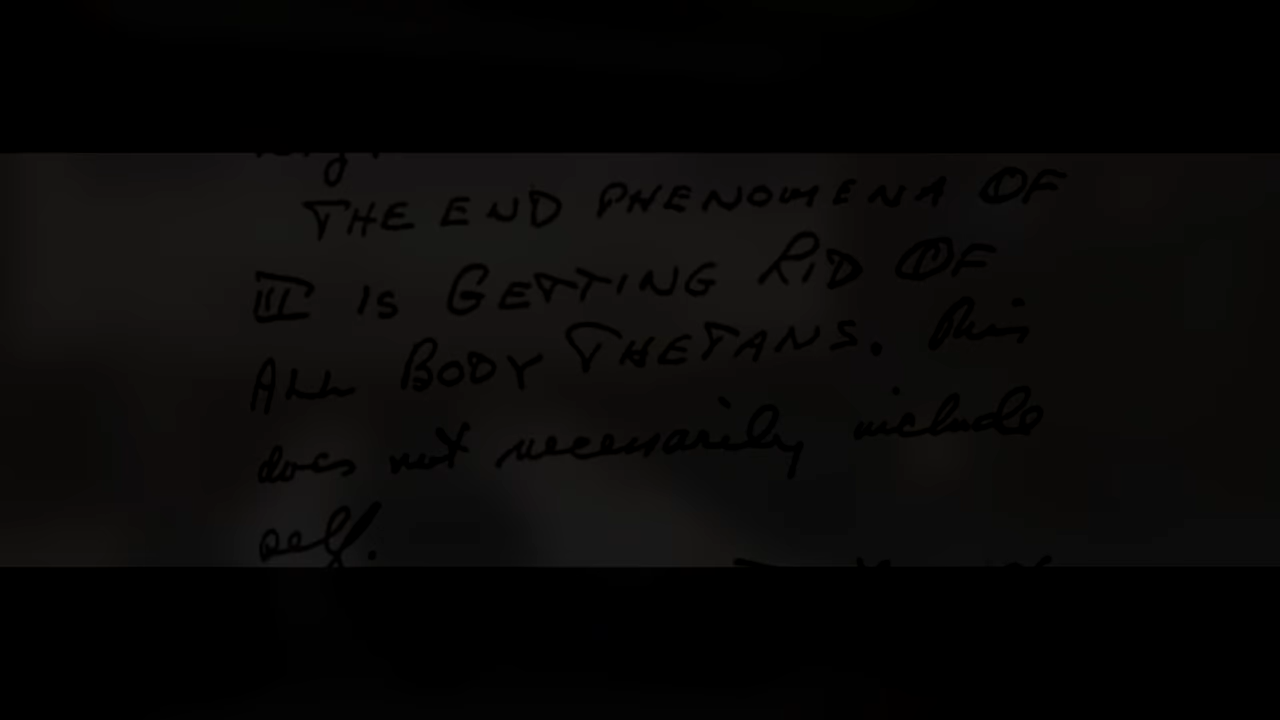 THE END PHENOMENA OF
III IS GETTING RID OF
ALL BODY THETANS. This
does not necessarily include
self.